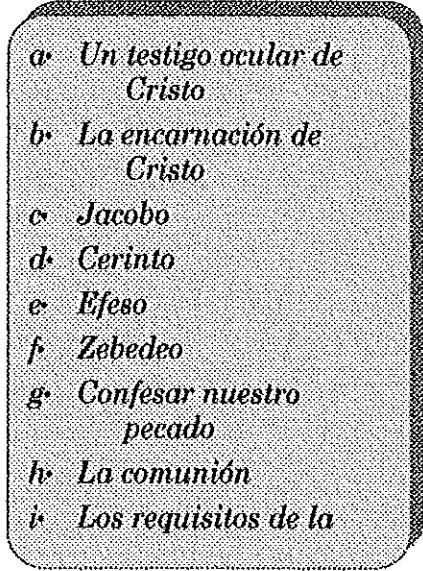 a· Un testigo ocular de
Cristo
b· La encarnación de
Cristo
c· Jacobo
d· Cerinto
e· Efeso
f· Zebedeo
g· Confesar nuestro
pecado
h· La comunión
i· Los requisitos de la